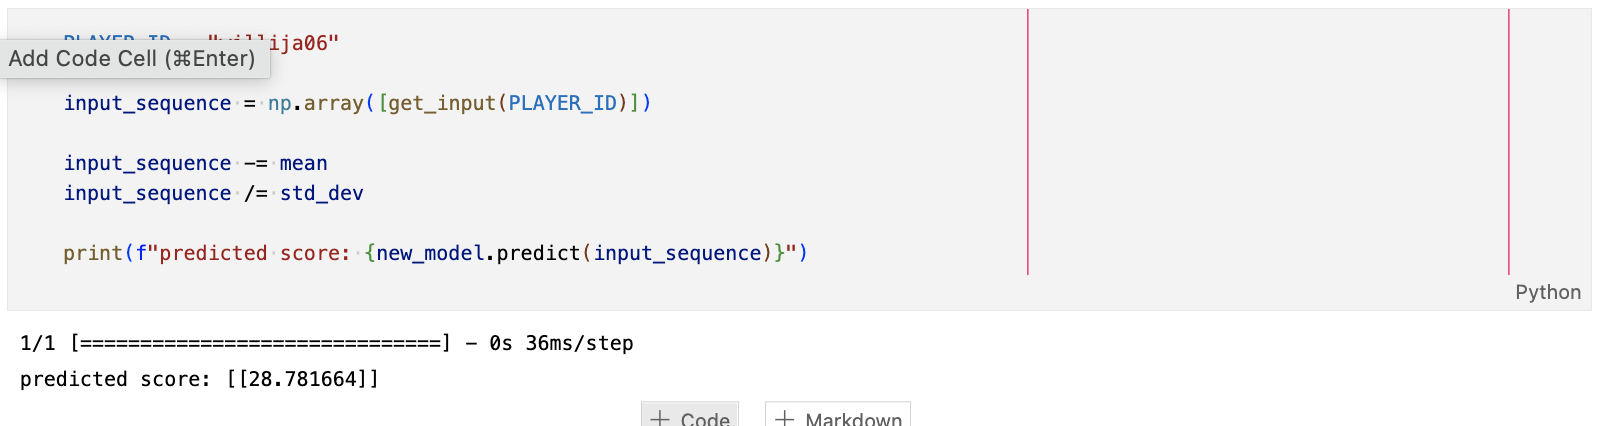 ija06"
Add Code Cell (⌘Enter)
input_sequence = np.array([get_input(PLAYER_ID)])
input_sequence -= mean
input_sequence /= std_dev
print(f"predicted score: {new_model.predict(input_sequence)}")
Python
1/1 [==============================] - 0s 36ms/step
predicted score: [[28.781664]]
+ Code + Markdown